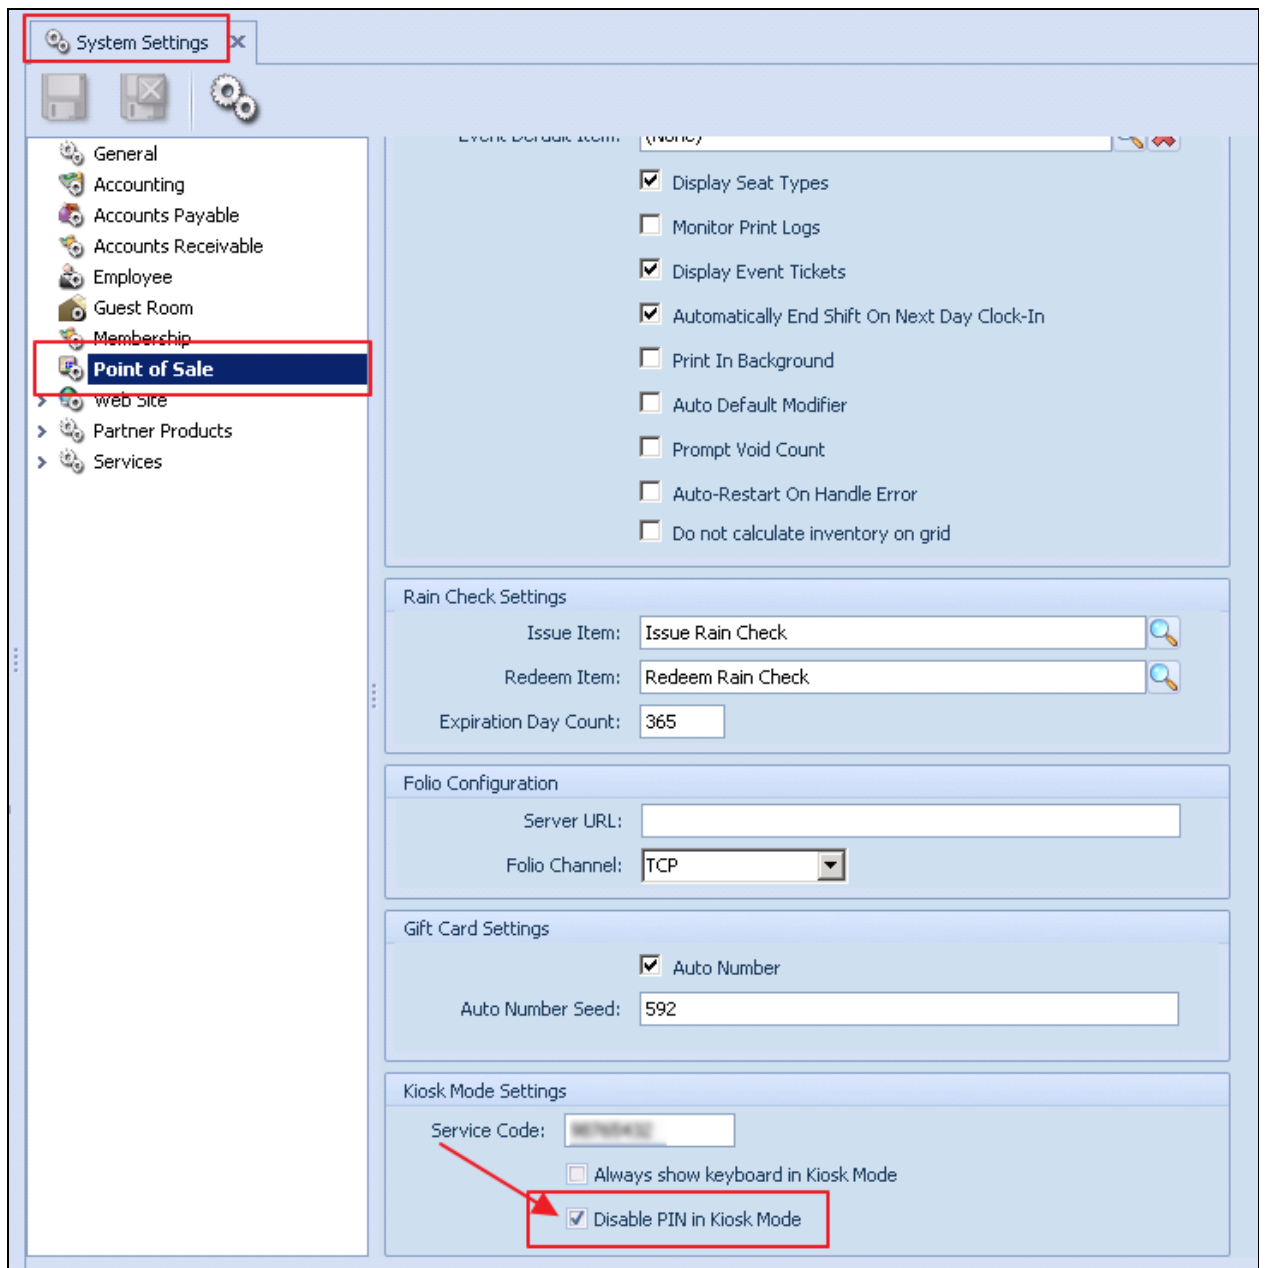 System Settings
General
Accounting
Accounts Payable
Accounts Receivable
Employee
Guest Room
Membership
Point of Sale
Web Site
Partner Products
Services
Event Default Item: (None)
Display Seat Types
Monitor Print Logs
Display Event Tickets
Automatically End Shift On Next Day Clock-In
Print In Background
Auto Default Modifier
Prompt Void Count
Auto-Restart On Handle Error
Do not calculate inventory on grid
Rain Check Settings
Issue Item: Issue Rain Check
Redeem Item: Redeem Rain Check
Expiration Day Count: 365
Folio Configuration
Server URL:
Folio Channel: TCP
Gift Card Settings
Auto Number
Auto Number Seed: 592
Kiosk Mode Settings
Service Code:
Always show keyboard in Kiosk Mode
Disable PIN in Kiosk Mode